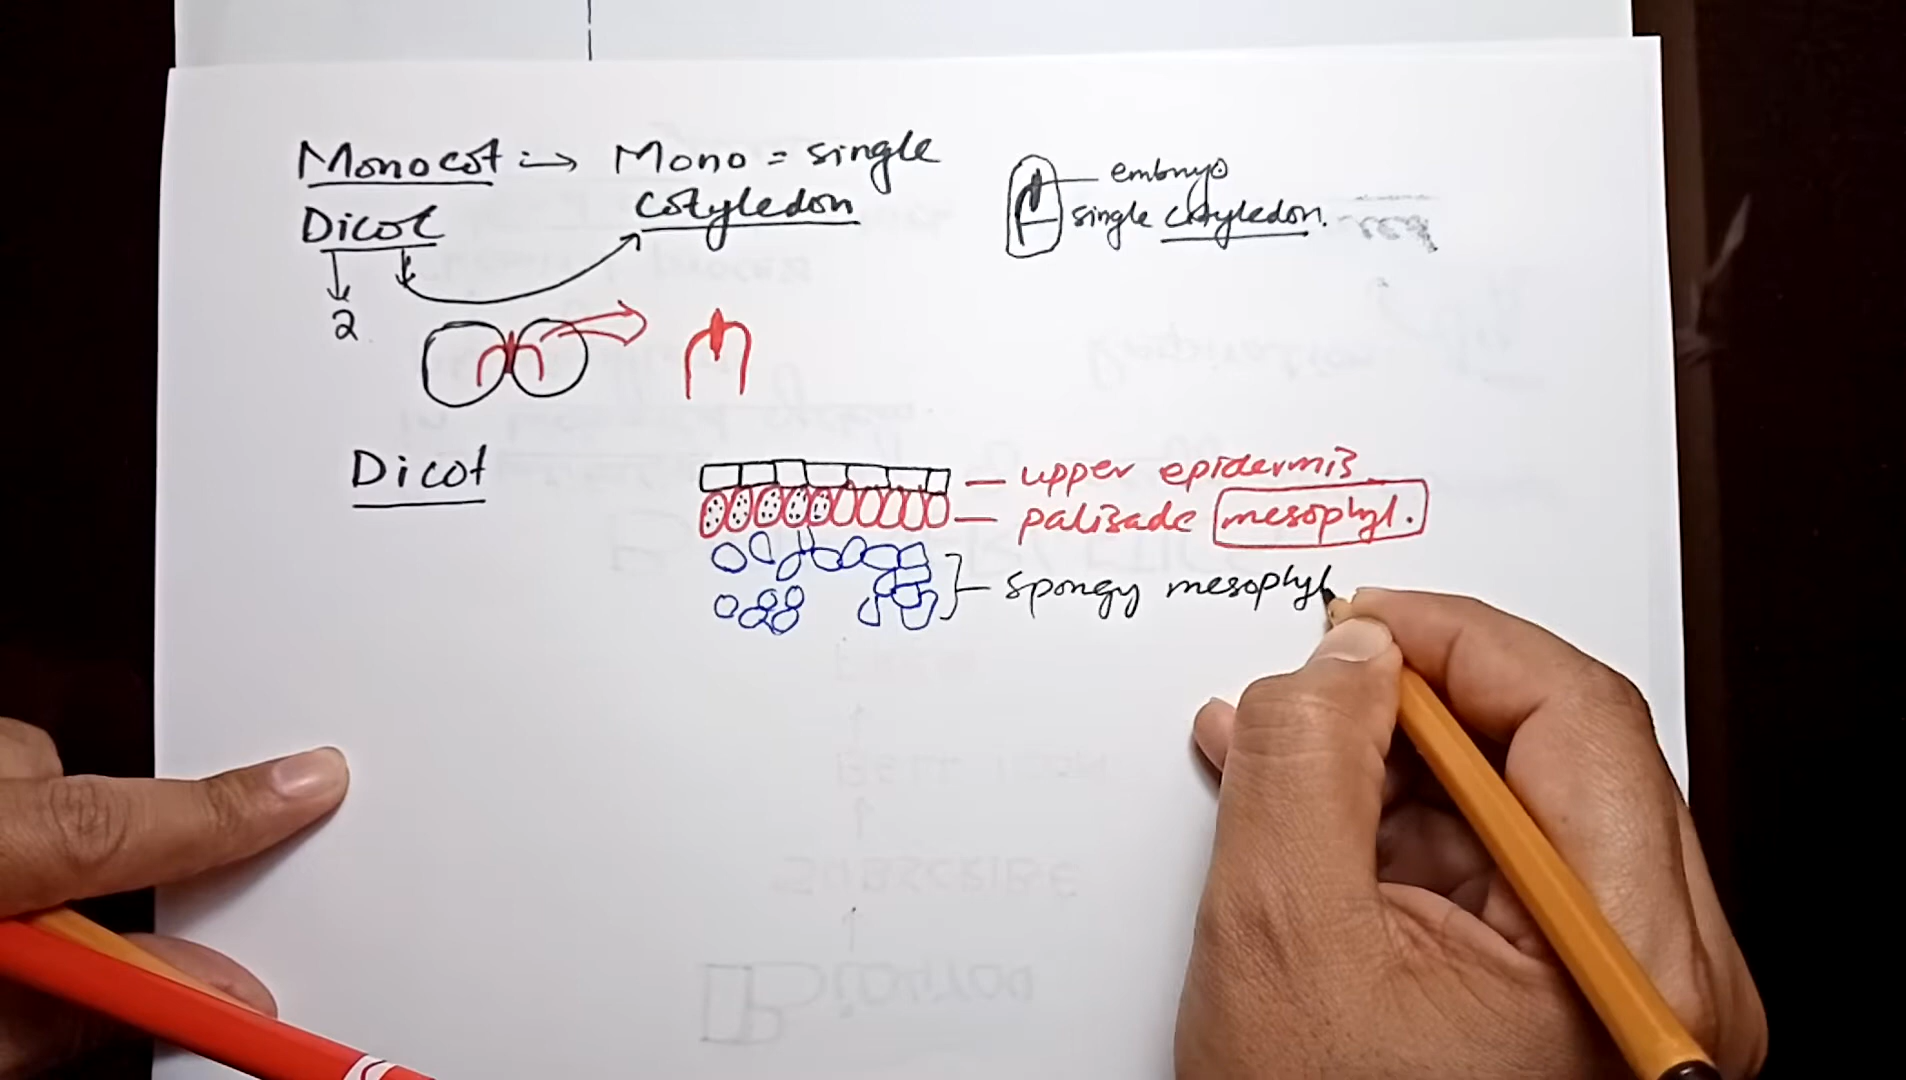 Monocot :→ Mono = single
cotyledon
Dicot
2
embryo
single cotyledon.
Dicot
upper epidermis
palisade mesophyl.
spongy mesophyl